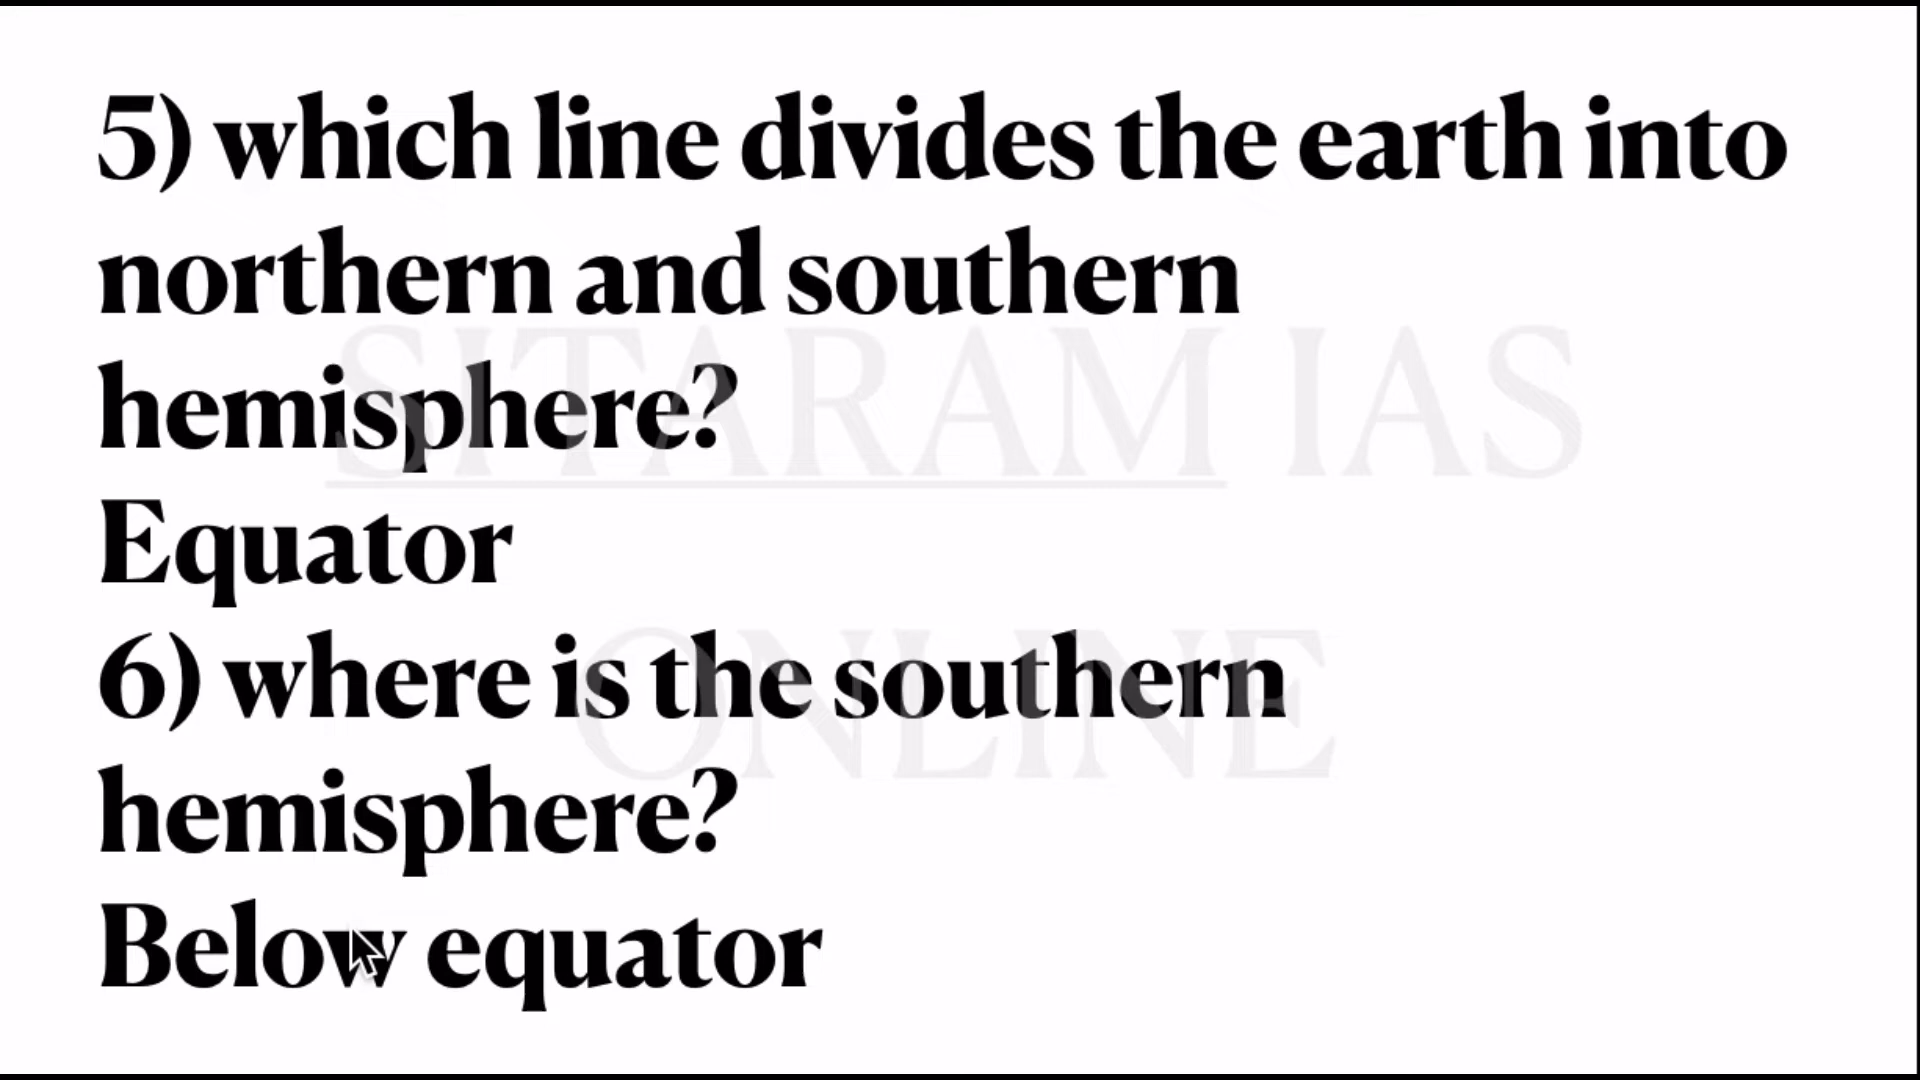 5) which line divides the earth into
northern and southern
hemisphere?
SITARAM IAS
Equator
6) where is the southern
ONLINE
hemisphere?
Below equator